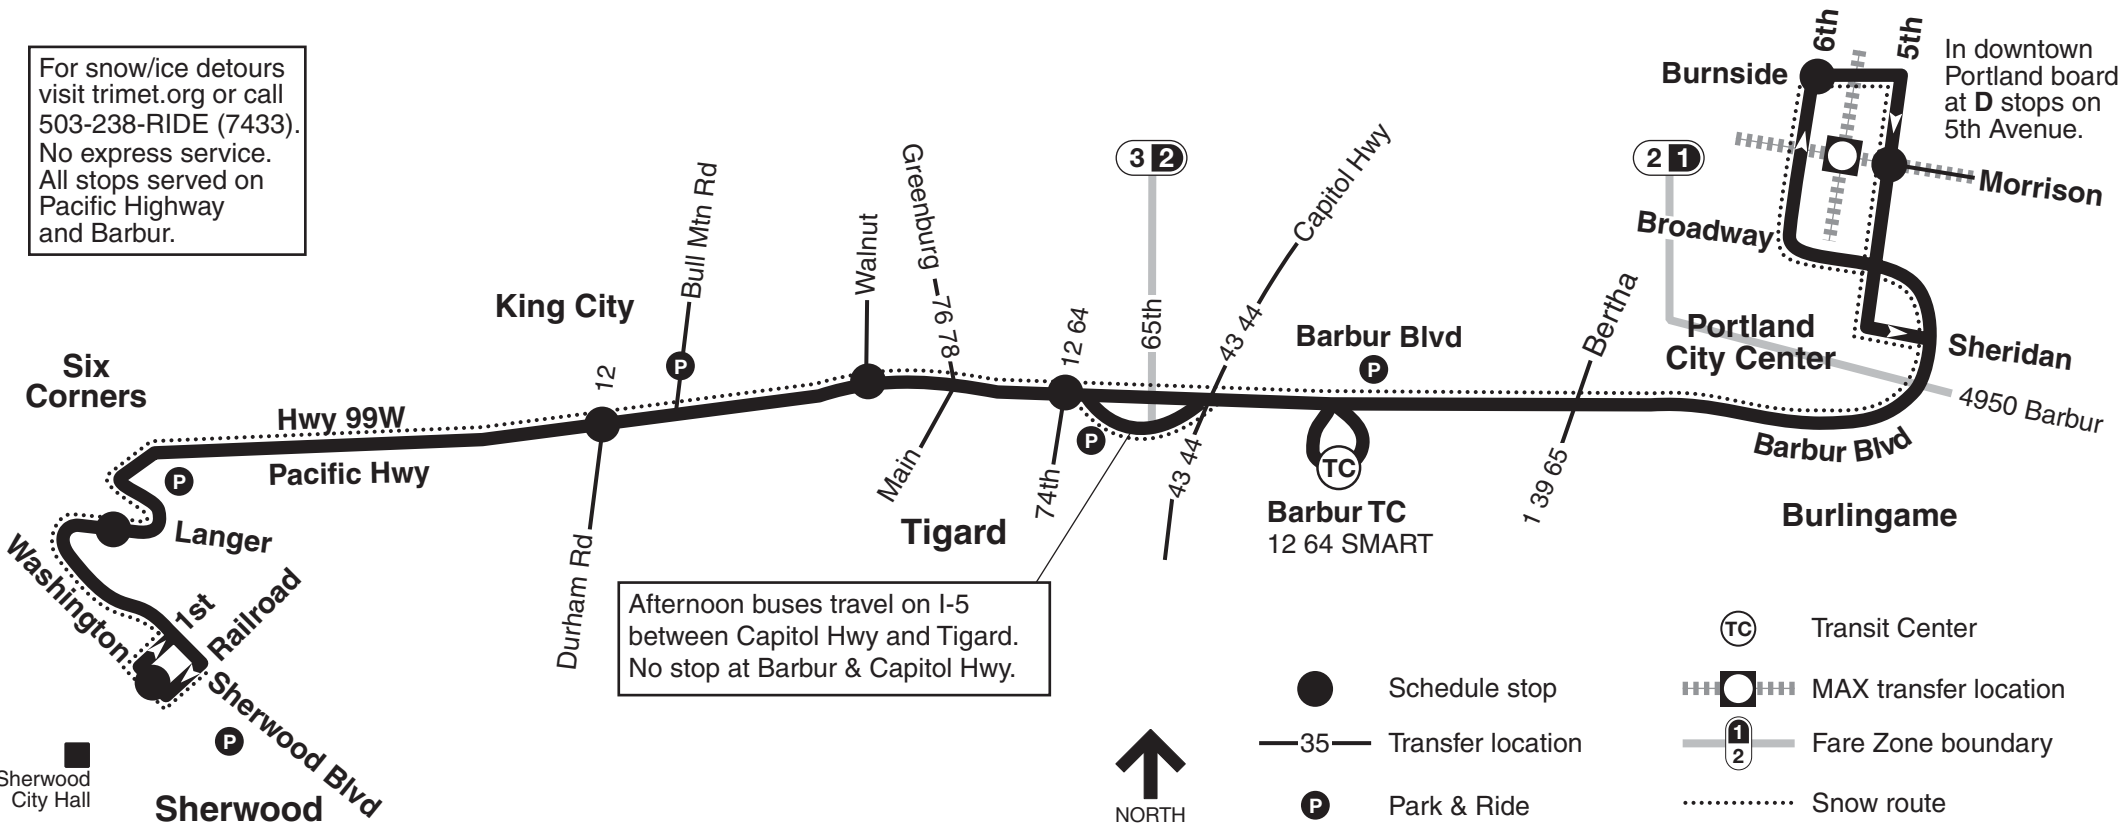 For snow/ice detours
visit trimet.org or call
503-238-RIDE (7433).
No express service.
All stops served on
Pacific Highway
and Barbur.
6th
5th
In downtown
Portland board
at D stops on
5th Avenue.
Burnside
Morrison
Broadway
2 1
3 2
Capitol Hwy
Greenburg
76 78
Bull Mtn Rd
Walnut
King City
12
12 64
65th
43 44
Barbur Blvd
P
Bertha
Portland
City Center
Sheridan
4950 Barbur
Six
Corners
P
Hwy 99W
Pacific Hwy
P
Main
74th
P
43 44
TC
Barbur TC
12 64 SMART
1 39 65
Barbur Blvd
Burlingame
Tigard
Langer
Washington
1st
Railroad
Durham Rd
Afternoon buses travel on I-5
between Capitol Hwy and Tigard.
No stop at Barbur & Capitol Hwy.
Sherwood Blvd
P
Sherwood
City Hall
Sherwood
NORTH
Schedule stop
35
Transfer location
P
Park & Ride
TC
Transit Center
MAX transfer location
1
2
Fare Zone boundary
Snow route